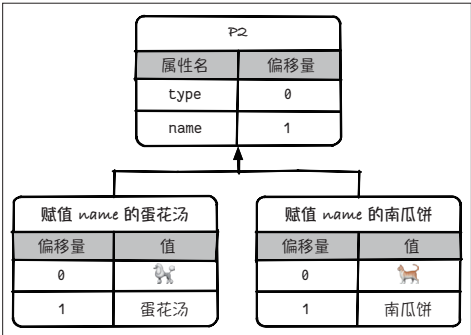 P2
属性名 偏移量
type 0
name 1
赋值 name 的蛋花汤
偏移量 值
0 🐩
1 蛋花汤
赋值 name 的南瓜饼
偏移量 值
0 🐈
1 南瓜饼